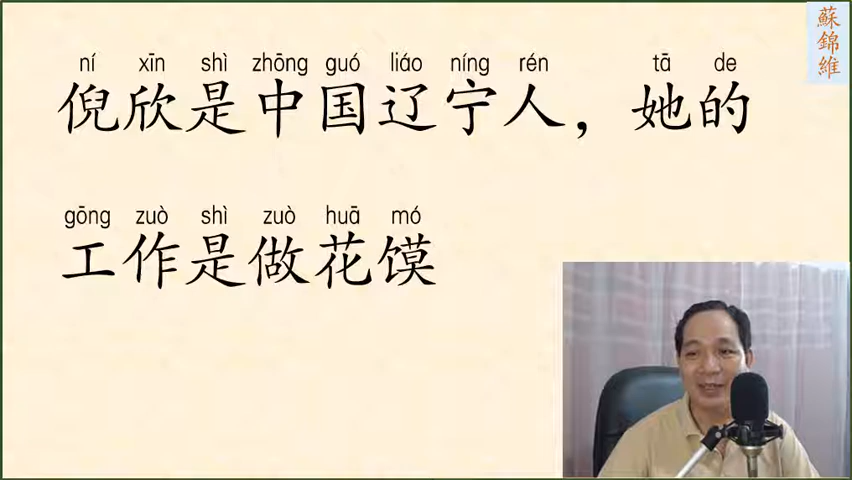 ní xīn shì zhōng guó liáo níng rén tā de
倪欣是中国辽宁人，她的
gōng zuò shì zuò huā mó
工作是做花馍
蘇錦維